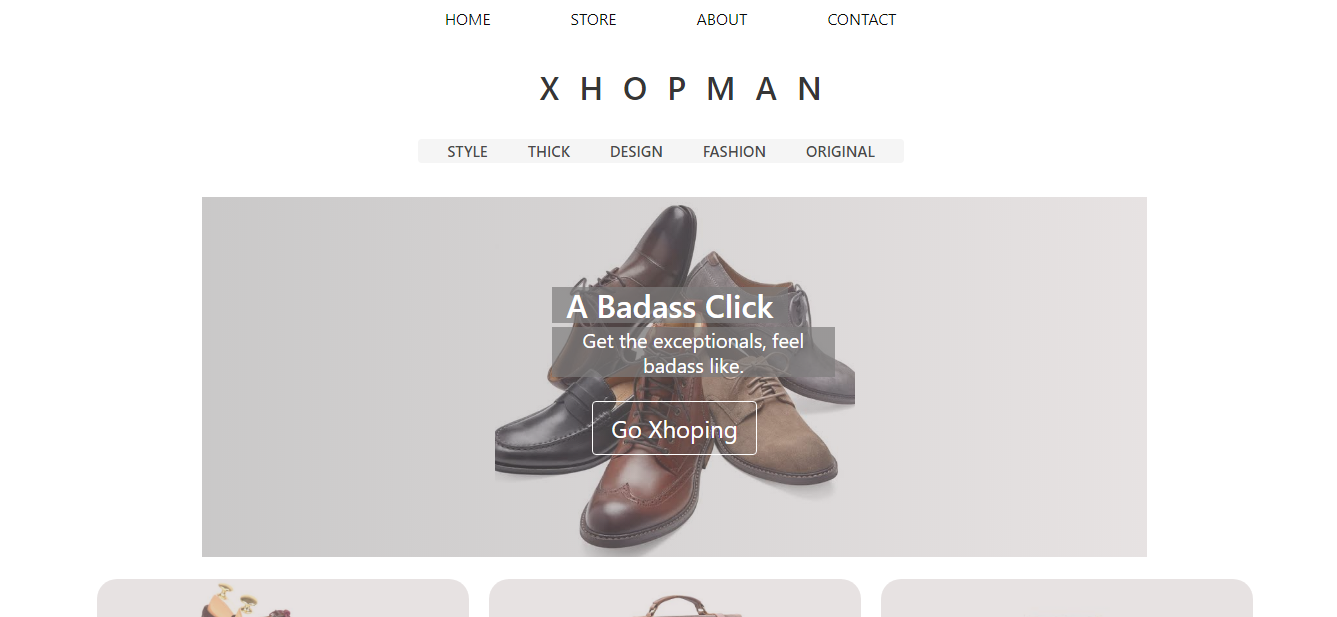 HOME STORE ABOUT CONTACT
X H O P M A N
STYLE THICK DESIGN FASHION ORIGINAL
A Badass Click
Get the exceptionals, feel
badass like.
Go Xhoping